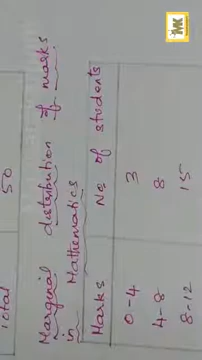 Total 50
Marginal distribution of marks
in Mathematics
Marks No of students
0-4 3
4-8 8
8-12 15
MK